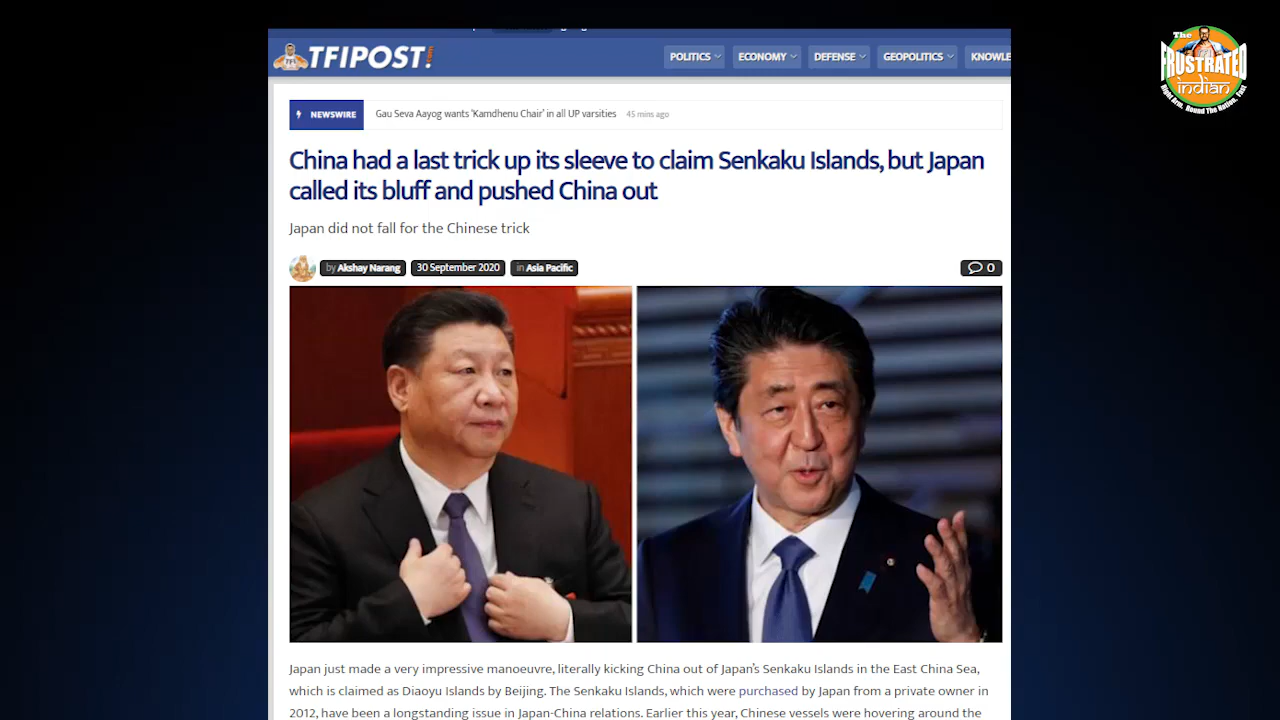 TFIPOST!
POLITICS
ECONOMY
DEFENSE
GEOPOLITICS
KNOWLE
The
FRUSTRATED
indian
Right Arm. Round The Nation. Fast
NEWSWIRE
Gau Seva Aayog wants 'Kamdhenu Chair' in all UP varsities 45 mins ago
China had a last trick up its sleeve to claim Senkaku Islands, but Japan
called its bluff and pushed China out
Japan did not fall for the Chinese trick
by Akshay Narang 30 September 2020 in Asia Pacific 0
Japan just made a very impressive manoeuvre, literally kicking China out of Japan's Senkaku Islands in the East China Sea,
which is claimed as Diaoyu Islands by Beijing. The Senkaku Islands, which were purchased by Japan from a private owner in
2012, have been a longstanding issue in Japan-China relations. Earlier this year, Chinese vessels were hovering around the